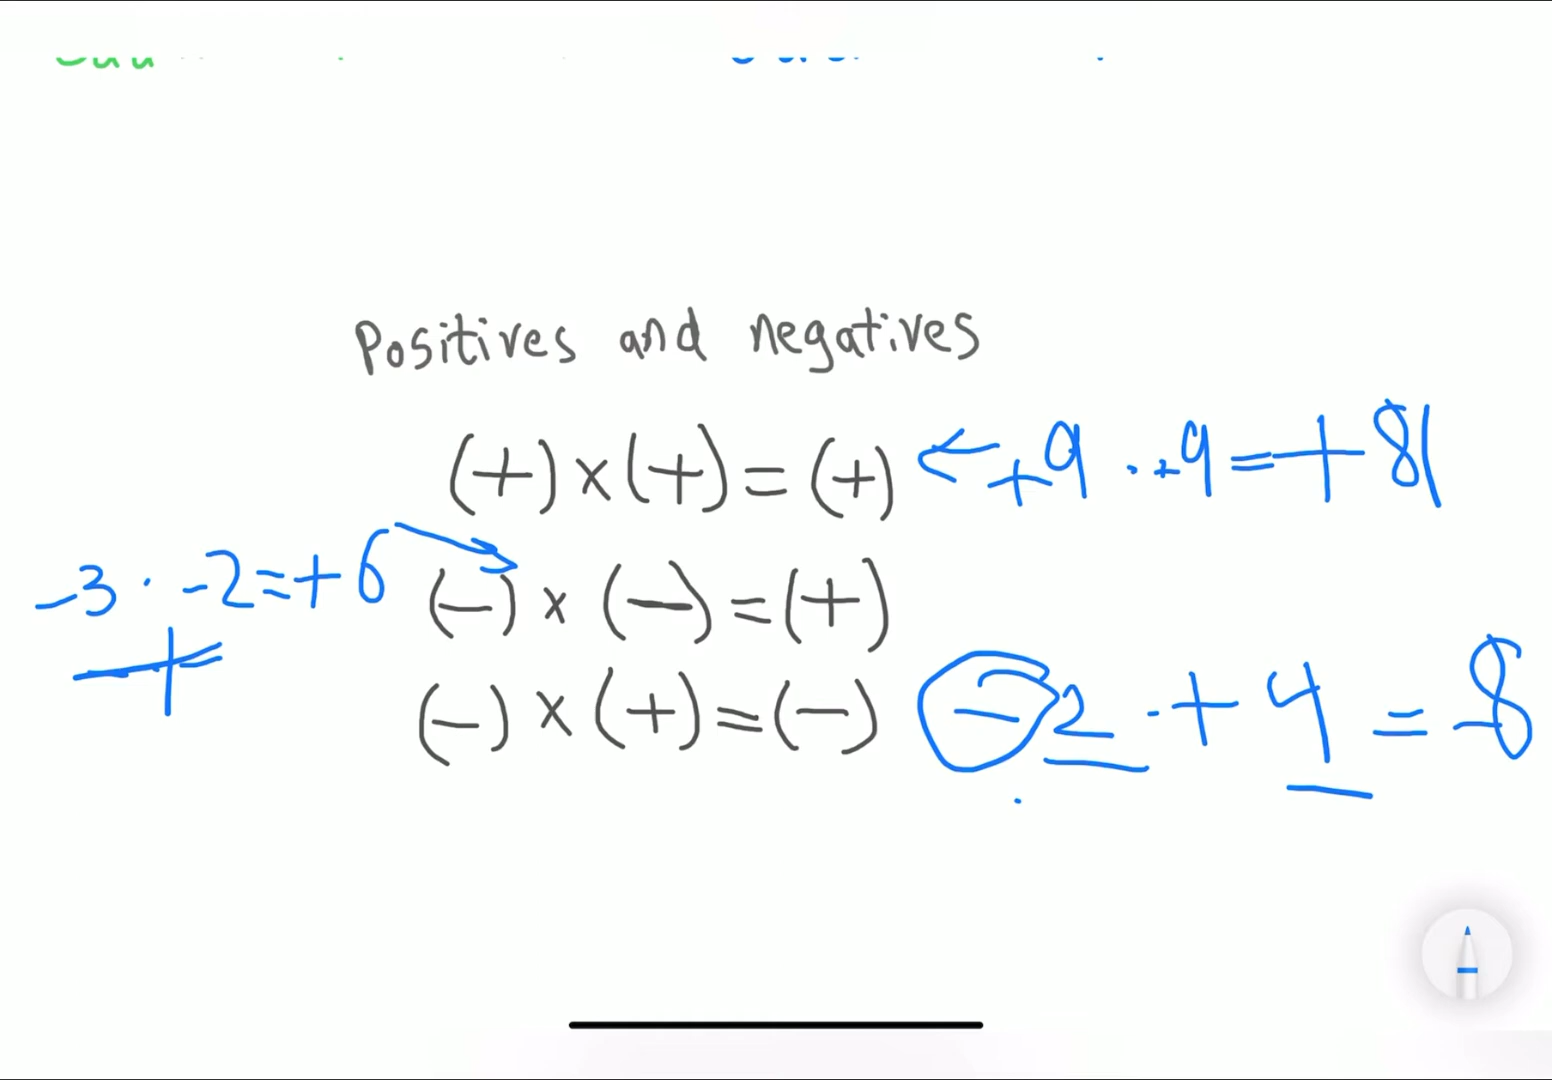 Positives and negatives
(+) × (+) = (+) ← +9 · +9 = +81
-3 · -2 = +6
(-) × (-) = (+)
+ =
(-) × (+) = (-) -2 · +4 = -8